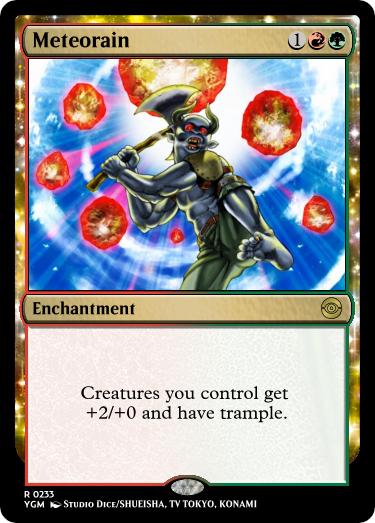 Meteorain 1
Enchantment
Creatures you control get
+2/+0 and have trample.
R 0233
YGM Studio Dice/SHUEISHA, TV TOKYO, KONAMI